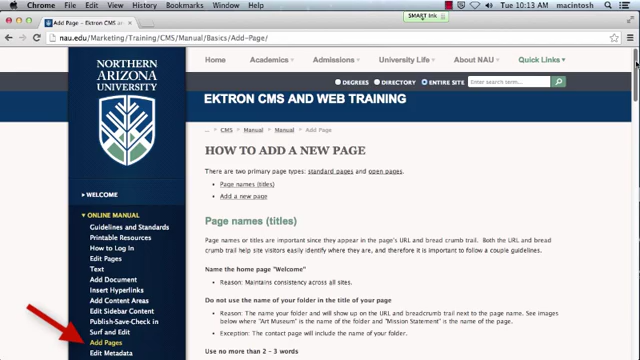 Chrome File Edit View History Bookmarks Window Help
Tue 10:13 AM macintosh
SMART Ink
Add Page - Ektron CMS and
nau.edu/Marketing/Training/CMS/Manual/Basics/Add-Page/
NORTHERN
ARIZONA
UNIVERSITY
Home Academics Admissions University Life About NAU Quick Links
DEGREES DIRECTORY ENTIRE SITE Enter search term...
EKTRON CMS AND WEB TRAINING
... CMS Manual Manual Add Page
HOW TO ADD A NEW PAGE
There are two primary page types: standard pages and open pages.
• Page names (titles)
• Add a new page
Page names (titles)
Page names or titles are important since they appear in the page's URL and bread crumb trail. Both the URL and bread
crumb trail help site visitors easily identify where they are, and therefore it is important to follow a couple guidelines.
Name the home page "Welcome"
• Reason: Maintains consistency across all sites.
Do not use the name of your folder in the title of your page
• Reason: The name your folder and will show up on the URL and breadcrumb trail next to the page name. See images
below where "Art Museum" is the name of the folder and "Mission Statement" is the name of the page.
• Exception: The contact page will include the name of your folder.
Use no more than 2 - 3 words
WELCOME
ONLINE MANUAL
Guidelines and Standards
Printable Resources
How to Log In
Edit Pages
Text
Add Document
Insert Hyperlinks
Add Content Areas
Edit Sidebar Content
Publish-Save-Check in
Surf and Edit
Add Pages
Edit Metadata